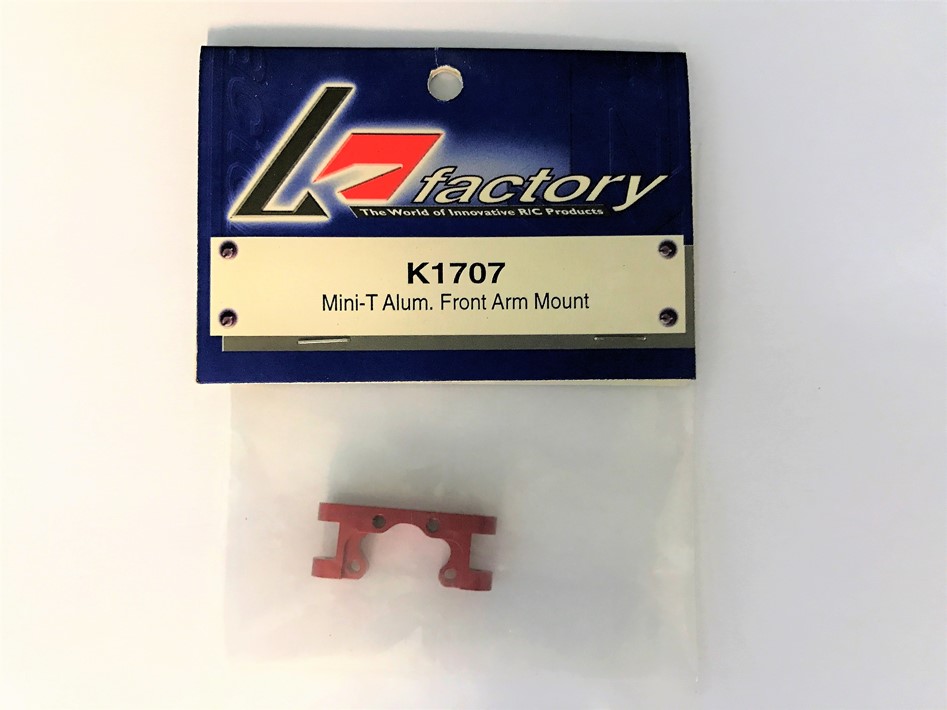 factory
The World of Innovative R/C Products
K1707
Mini-T Alum. Front Arm Mount